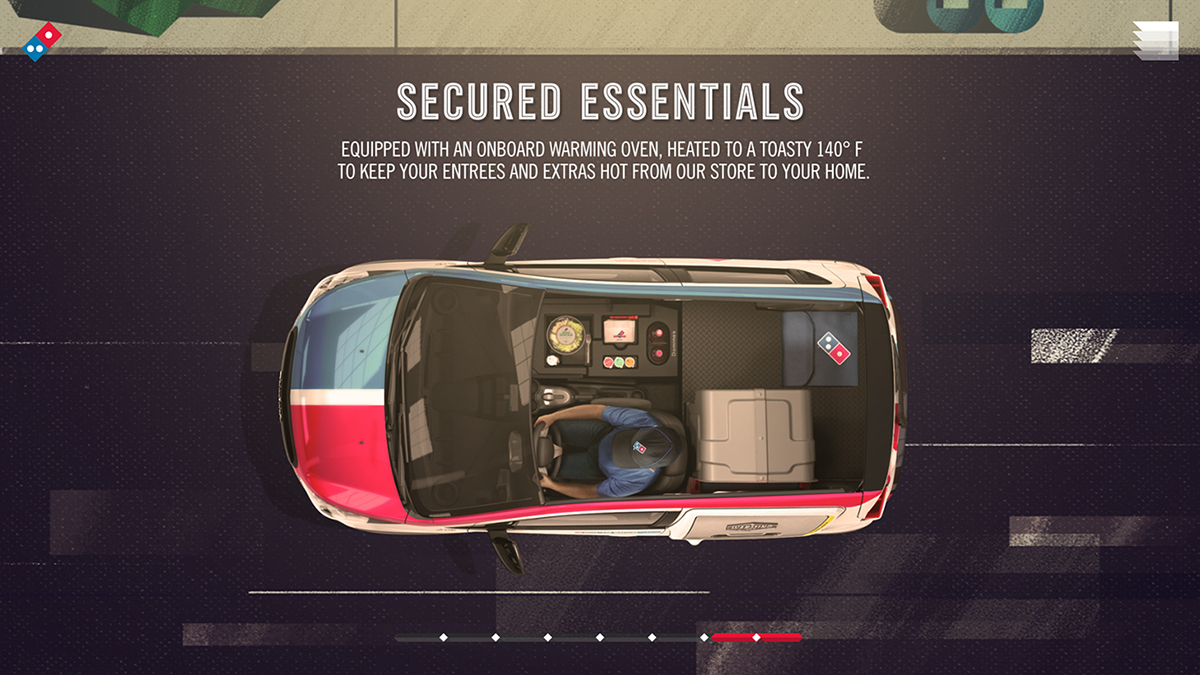 SECURED ESSENTIALS
EQUIPPED WITH AN ONBOARD WARMING OVEN, HEATED TO A TOASTY 140° F
TO KEEP YOUR ENTREES AND EXTRAS HOT FROM OUR STORE TO YOUR HOME.